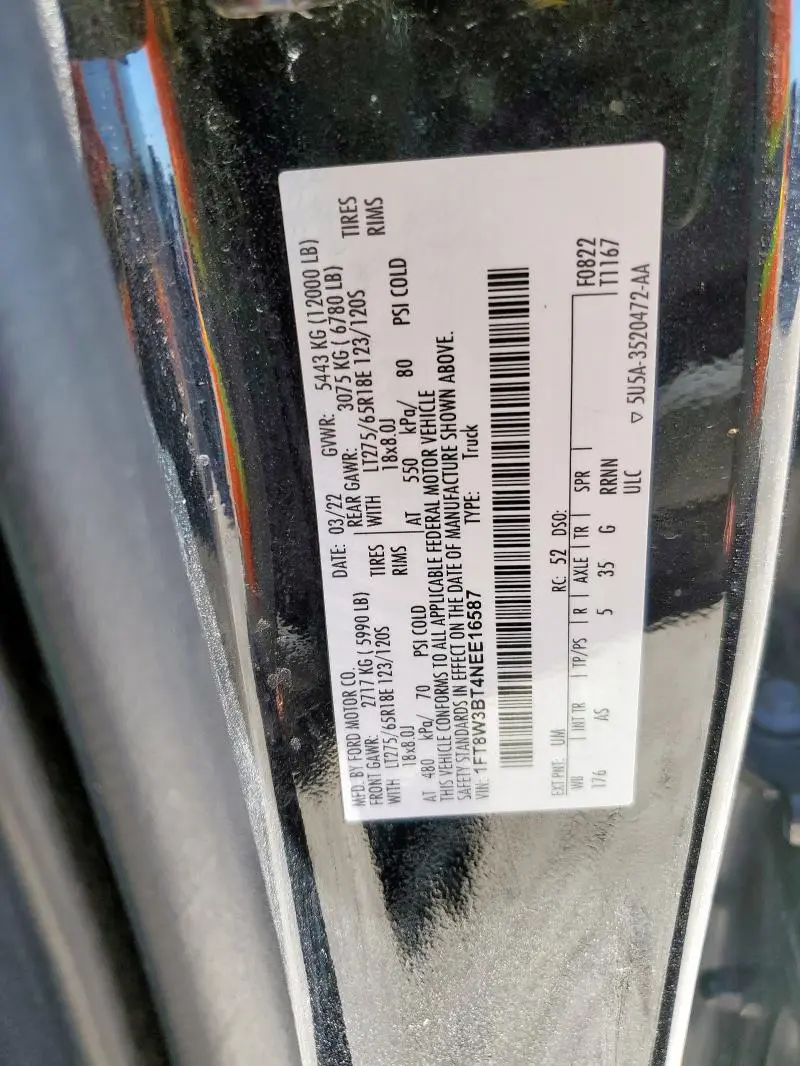 MFD. BY FORD MOTOR CO. DATE: 03/22 GVWR: 5443 KG (12000 LB)
FRONT GAWR: 2717 KG ( 5990 LB) REAR GAWR: 3075 KG ( 6780 LB)
WITH LT275/65R18E 123/120S TIRES WITH LT275/65R18E 123/120S TIRES
18x8.0J RIMS 18x8.0J RIMS
AT 480 kPa/ 70 PSI COLD AT 550 kPa/ 80 PSI COLD
THIS VEHICLE CONFORMS TO ALL APPLICABLE FEDERAL MOTOR VEHICLE
SAFETY STANDARDS IN EFFECT ON THE DATE OF MANUFACTURE SHOWN ABOVE.
VIN: 1FT8W3BT4NEE16587 TYPE: Truck
EXT PNT: UM RC: 52 DSO:
WB | INT TR | TP/PS | R | AXLE | TR | SPR F0822
176 AS 5 35 G RRNN T1167
ULC
▽ 5U5A-3520472-AA